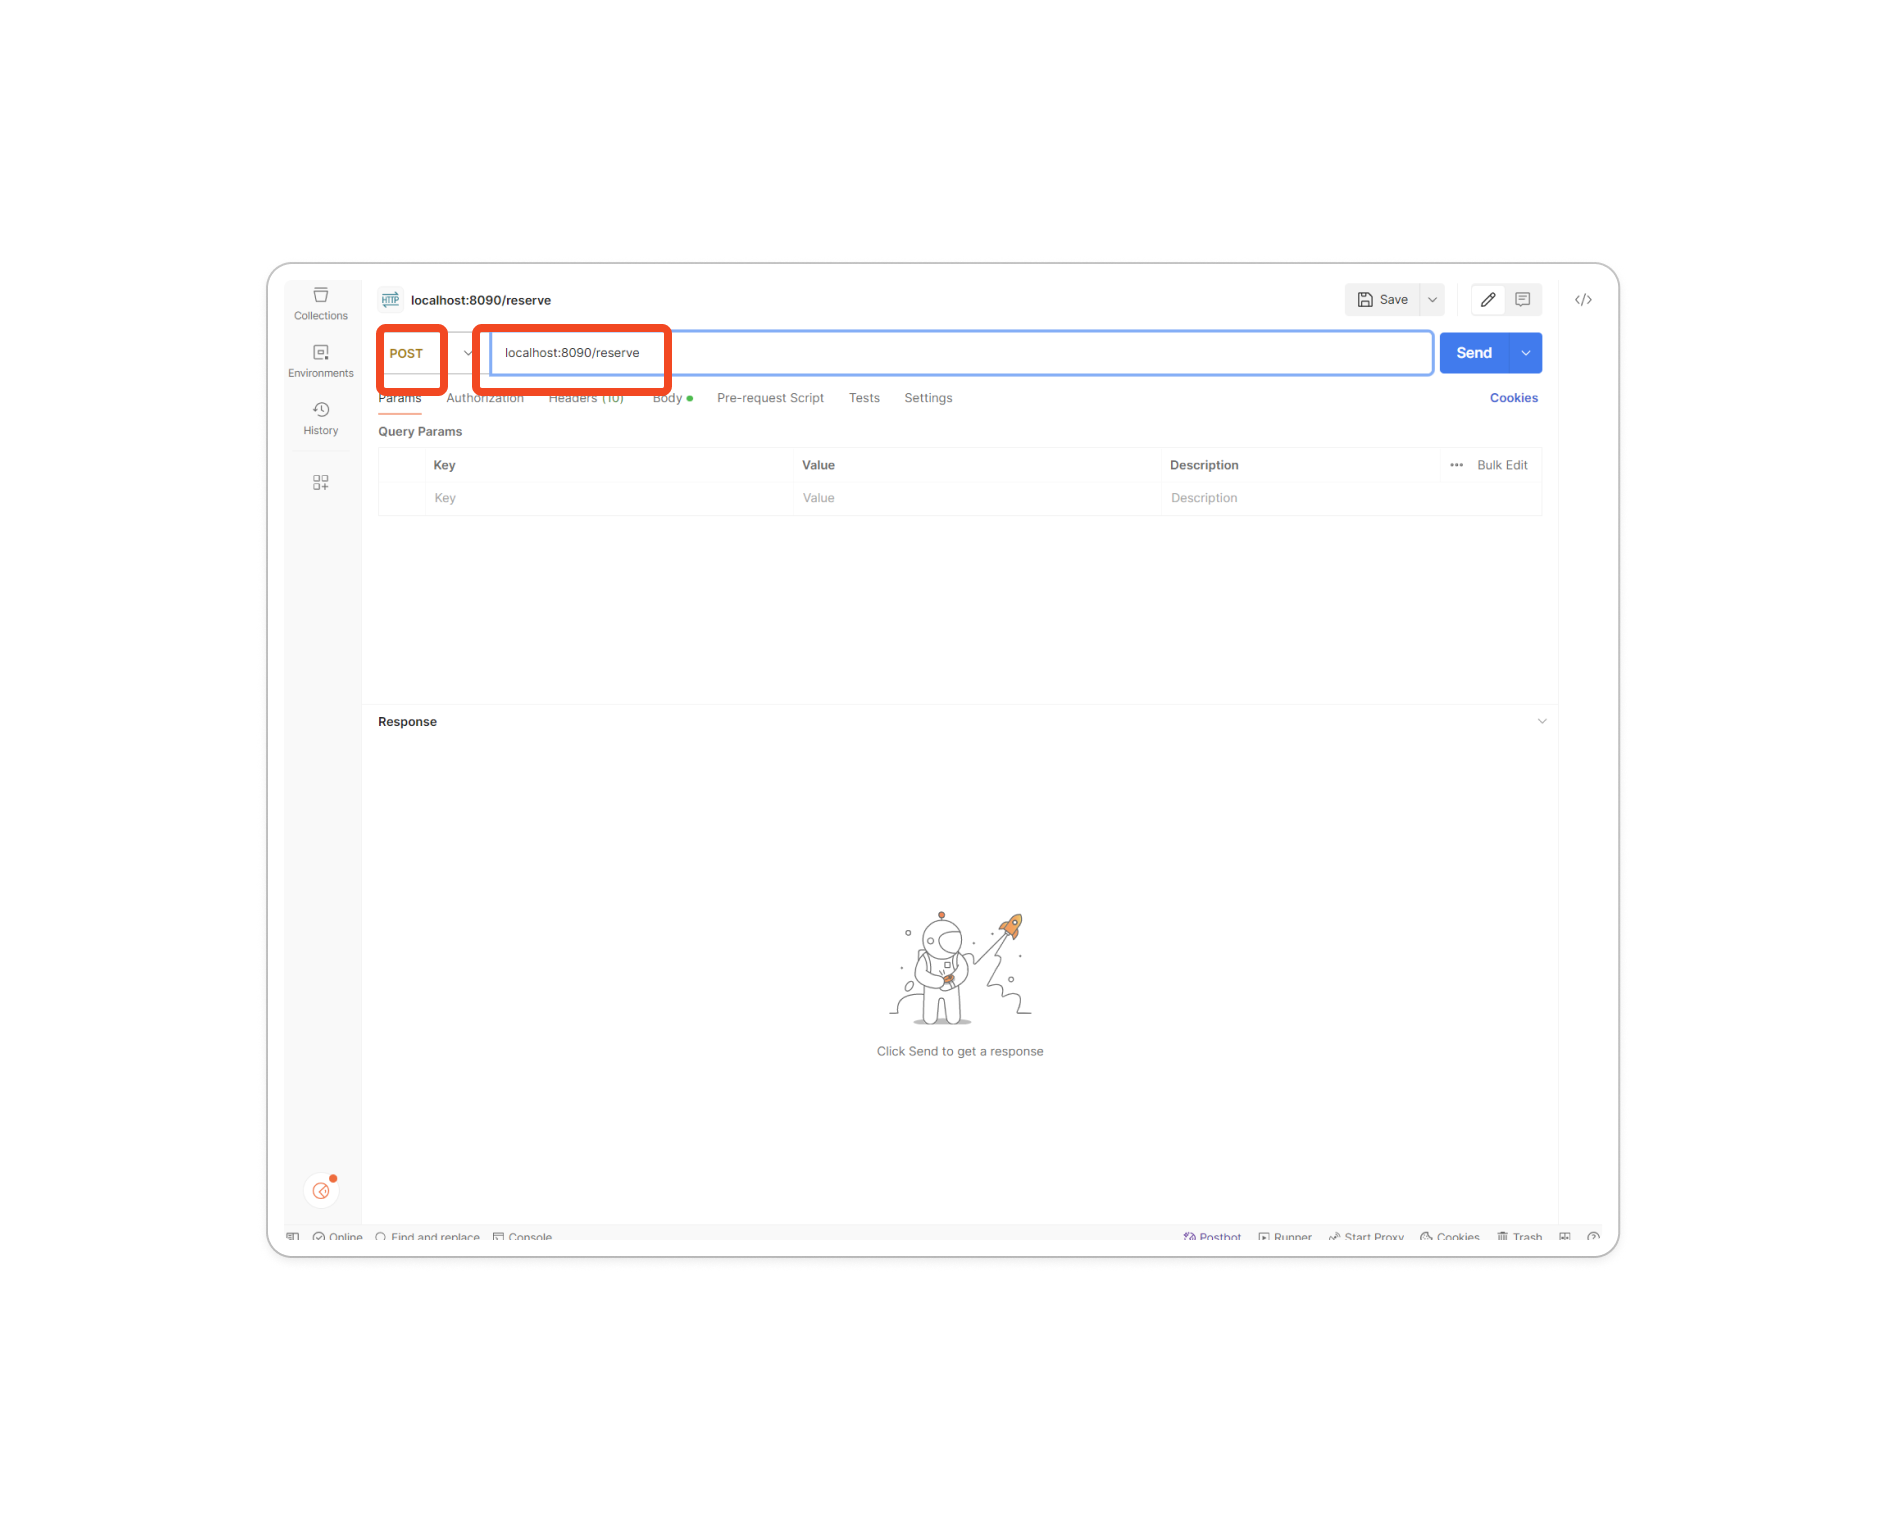 Collections
HTTP localhost:8090/reserve
Save
Environments
POST
localhost:8090/reserve
Send
Params Authorization Headers (10) Body Pre-request Script Tests Settings
Cookies
History
Query Params
Key Value Description Bulk Edit
Key Value Description
Response
Click Send to get a response
Online Find and replace Console
Postbot Runner Start Proxy Cookies Trash